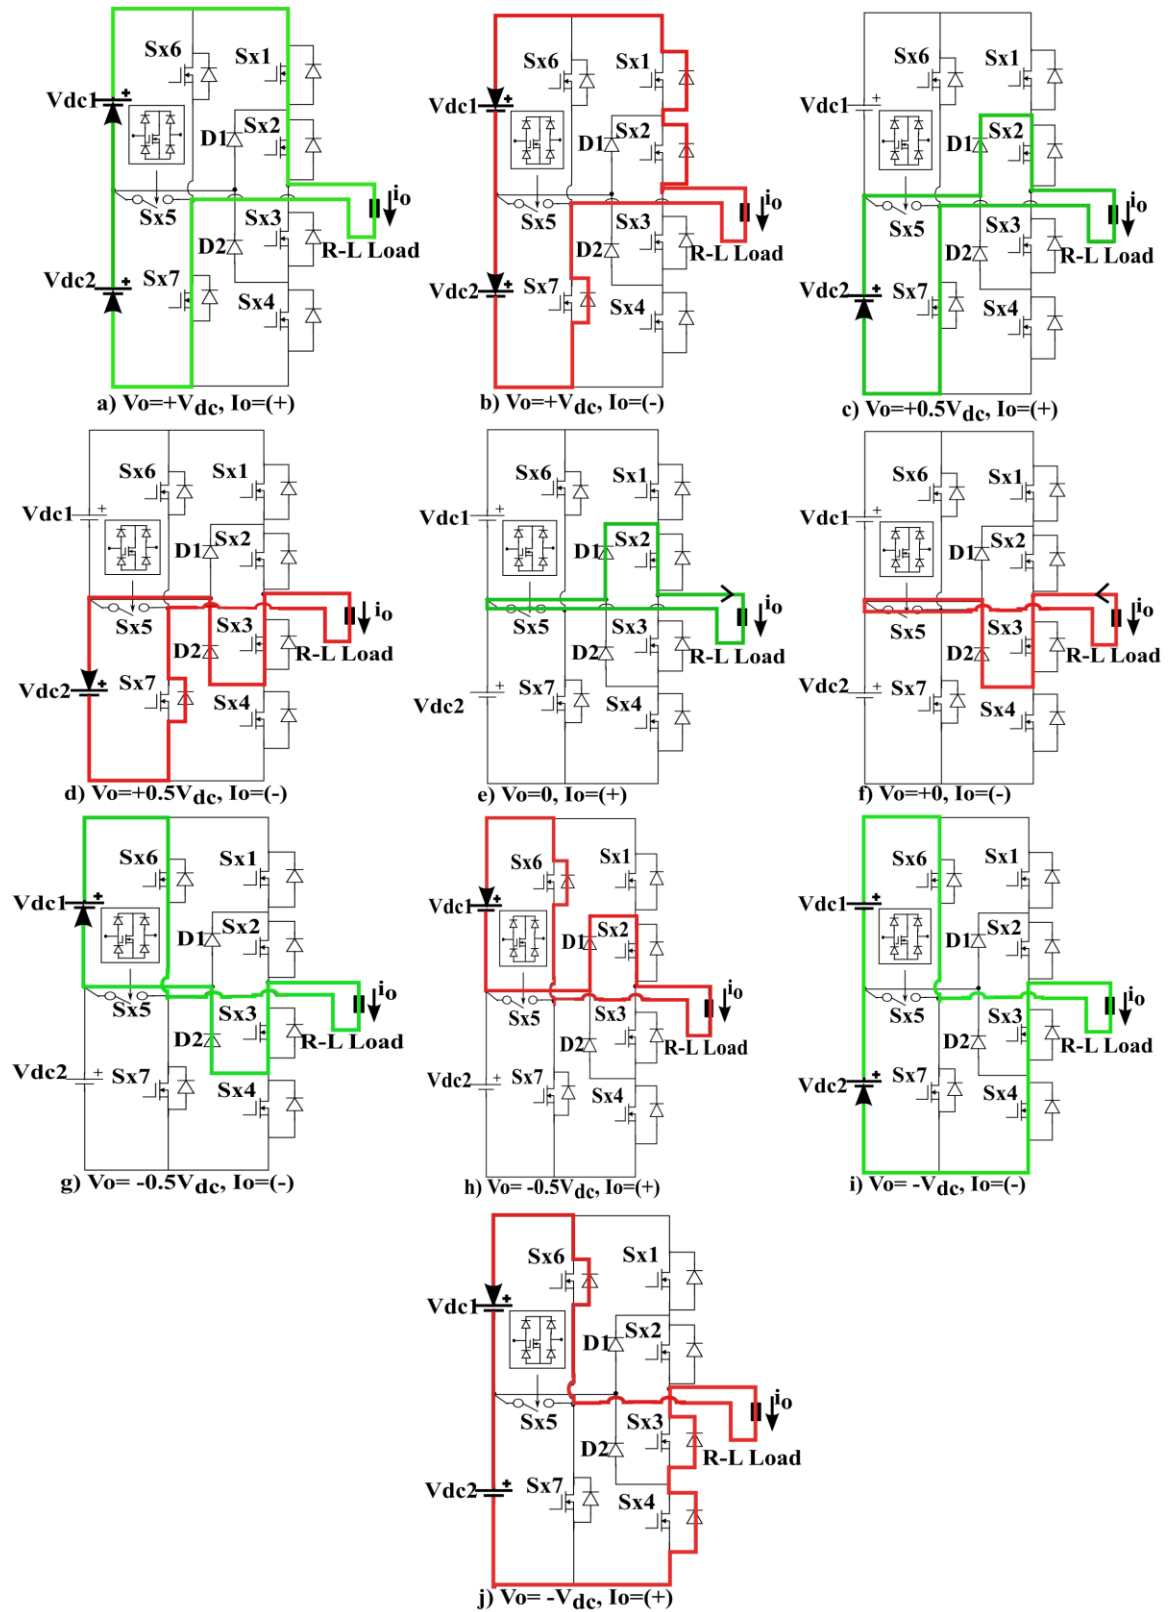 Sx6
Sx1
Vdc1
+
Sx2
D1
Sx5
Sx3
io
D2
R-L Load
Vdc2
+
Sx7
Sx4
a) Vo=+Vdc, Io=(+)
Sx6
Sx1
Vdc1
+
Sx2
D1
Sx5
Sx3
io
D2
R-L Load
Vdc2
+
Sx7
Sx4
b) Vo=+Vdc, Io=(-)
Sx6
Sx1
Vdc1
+
Sx2
D1
Sx5
Sx3
io
D2
R-L Load
Vdc2
+
Sx7
Sx4
c) Vo=+0.5Vdc, Io=(+)
Sx6
Sx1
Vdc1
+
Sx2
D1
Sx5
Sx3
io
D2
R-L Load
Vdc2
+
Sx7
Sx4
d) Vo=+0.5Vdc, Io=(-)
Sx6
Sx1
Vdc1
+
Sx2
D1
Sx5
Sx3
io
D2
R-L Load
Vdc2
+
Sx7
Sx4
e) Vo=0, Io=(+)
Sx6
Sx1
Vdc1
+
Sx2
D1
Sx5
Sx3
io
D2
R-L Load
Vdc2
+
Sx7
Sx4
f) Vo=+0, Io=(-)
Sx6
Sx1
Vdc1
+
Sx2
D1
Sx5
Sx3
io
D2
R-L Load
Vdc2
+
Sx7
Sx4
g) Vo= -0.5Vdc, Io=(-)
Sx6
Sx1
Vdc1
+
Sx2
D1
Sx5
Sx3
io
D2
R-L Load
Vdc2
+
Sx7
Sx4
h) Vo= -0.5Vdc, Io=(+)
Sx6
Sx1
Vdc1
+
Sx2
D1
Sx5
Sx3
io
D2
R-L Load
Vdc2
+
Sx7
Sx4
i) Vo= -Vdc, Io=(-)
Sx6
Sx1
Vdc1
+
Sx2
D1
Sx5
Sx3
io
D2
R-L Load
Vdc2
+
Sx7
Sx4
j) Vo= -Vdc, Io=(+)